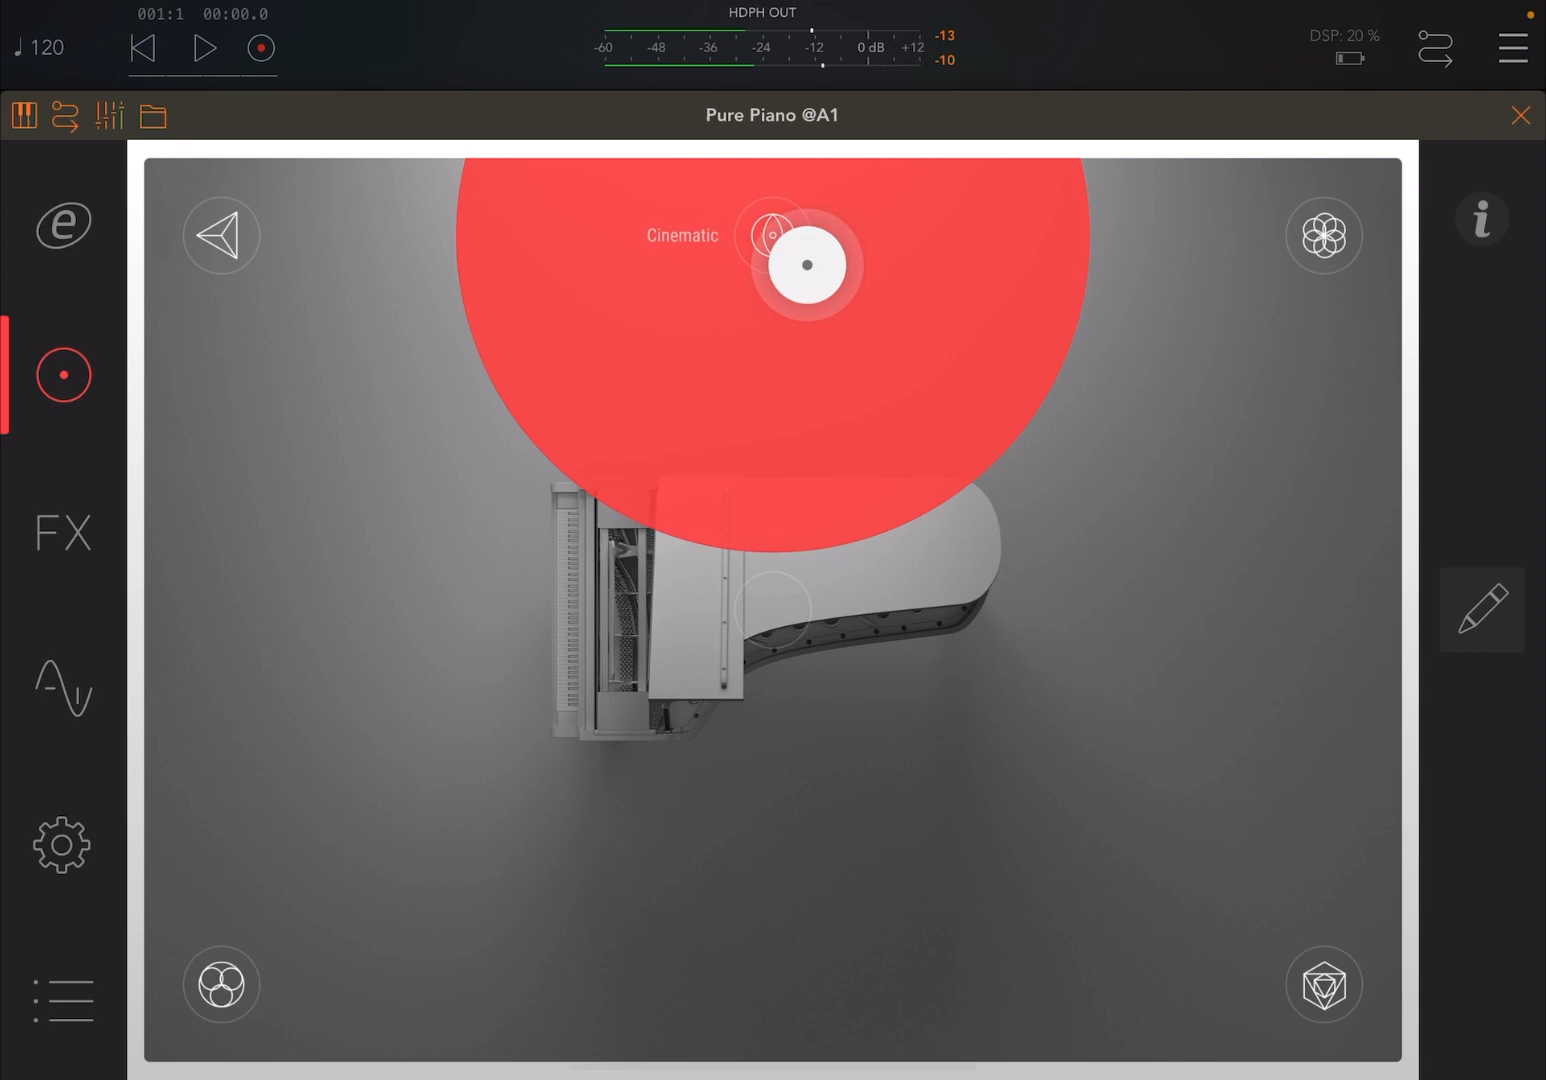 001:1 00:00.0
HDPH OUT
120
-60 -48 -36 -24 -12 0 dB +12
-13
-10
DSP: 20 %
Pure Piano @A1
Cinematic
e
i
FX